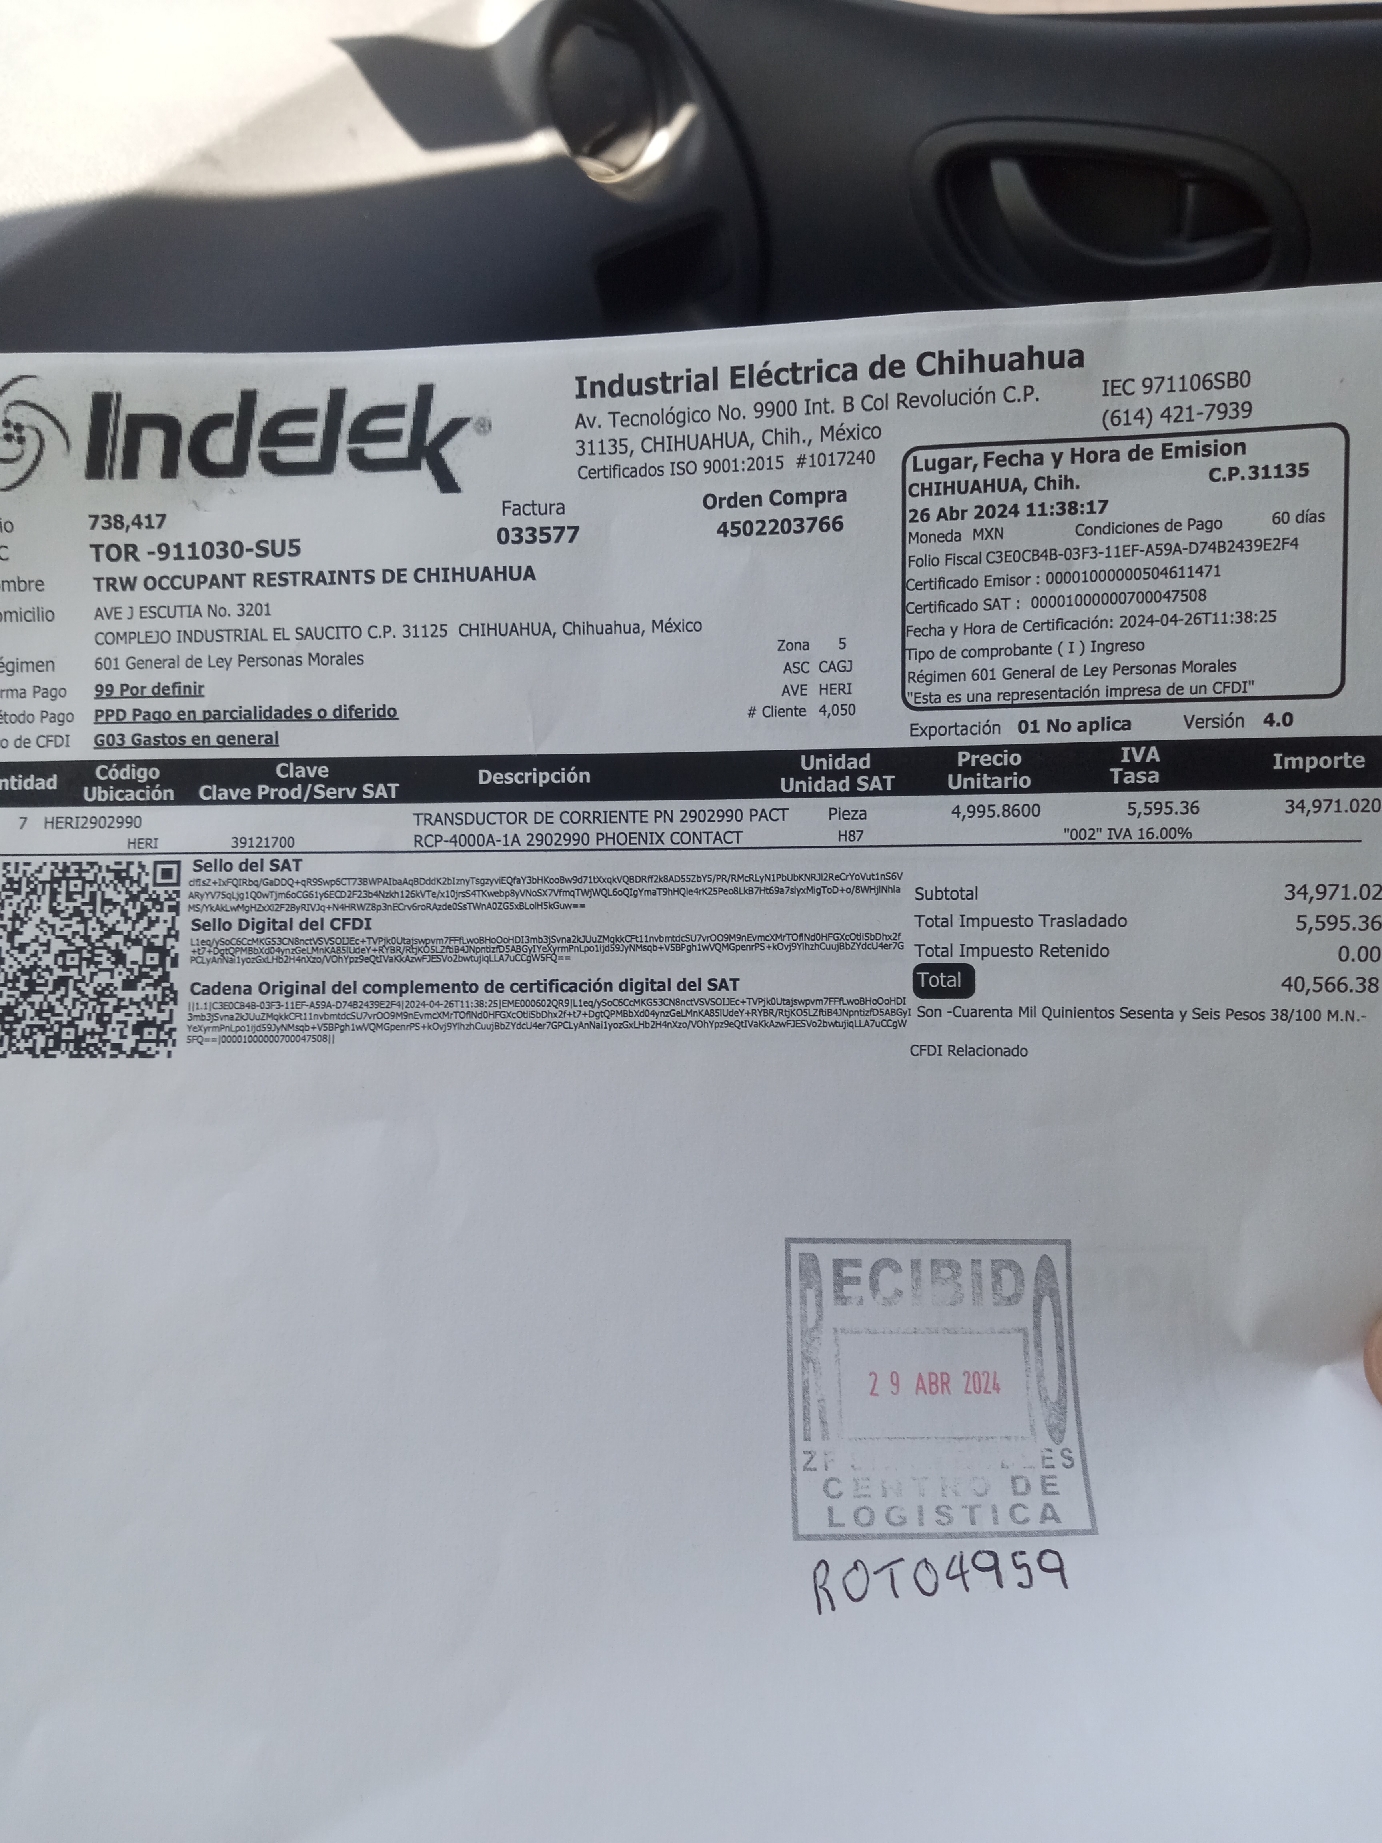 Indelek®
Industrial Eléctrica de Chihuahua
Av. Tecnológico No. 9900 Int. B Col Revolución C.P.
31135, CHIHUAHUA, Chih., México
Certificados ISO 9001:2015 #1017240
IEC 971106SB0
(614) 421-7939
Lugar, Fecha y Hora de Emision
CHIHUAHUA, Chih. C.P.31135
26 Abr 2024 11:38:17
Moneda MXN Condiciones de Pago 60 días
Folio Fiscal C3E0CB4B-03F3-11EF-A59A-D74B2439E2F4
Certificado Emisor : 00001000000504611471
Certificado SAT : 00001000000700047508
Fecha y Hora de Certificación: 2024-04-26T11:38:25
Tipo de comprobante ( I ) Ingreso
Régimen 601 General de Ley Personas Morales
"Esta es una representación impresa de un CFDI"
Exportación 01 No aplica Versión 4.0
Factura
033577
Orden Compra
4502203766
io 738,417
C TOR -911030-SU5
mbre TRW OCCUPANT RESTRAINTS DE CHIHUAHUA
omicilio AVE J ESCUTIA No. 3201
COMPLEJO INDUSTRIAL EL SAUCITO C.P. 31125 CHIHUAHUA, Chihuahua, México
égimen 601 General de Ley Personas Morales
rma Pago 99 Por definir
étodo Pago PPD Pago en parcialidades o diferido
o de CFDI G03 Gastos en general
Zona 5
ASC CAGJ
AVE HERI
# Cliente 4,050
ntidad Código Ubicación Clave Clave Prod/Serv SAT Descripción Unidad Unidad SAT Precio Unitario IVA Tasa Importe
7 HERI2902990 TRANSDUCTOR DE CORRIENTE PN 2902990 PACT Pieza 4,995.8600 5,595.36 34,971.020
HERI 39121700 RCP-4000A-1A 2902990 PHOENIX CONTACT H87 "002" IVA 16.00%
Sello del SAT
Sello Digital del CFDI
Cadena Original del complemento de certificación digital del SAT
Subtotal 34,971.02
Total Impuesto Trasladado 5,595.36
Total Impuesto Retenido 0.00
Total 40,566.38
Son -Cuarenta Mil Quinientos Sesenta y Seis Pesos 38/100 M.N.-
CFDI Relacionado
RECIBIDO
29 ABR 2024
CENTRO DE
LOGISTICA
ROTO4959